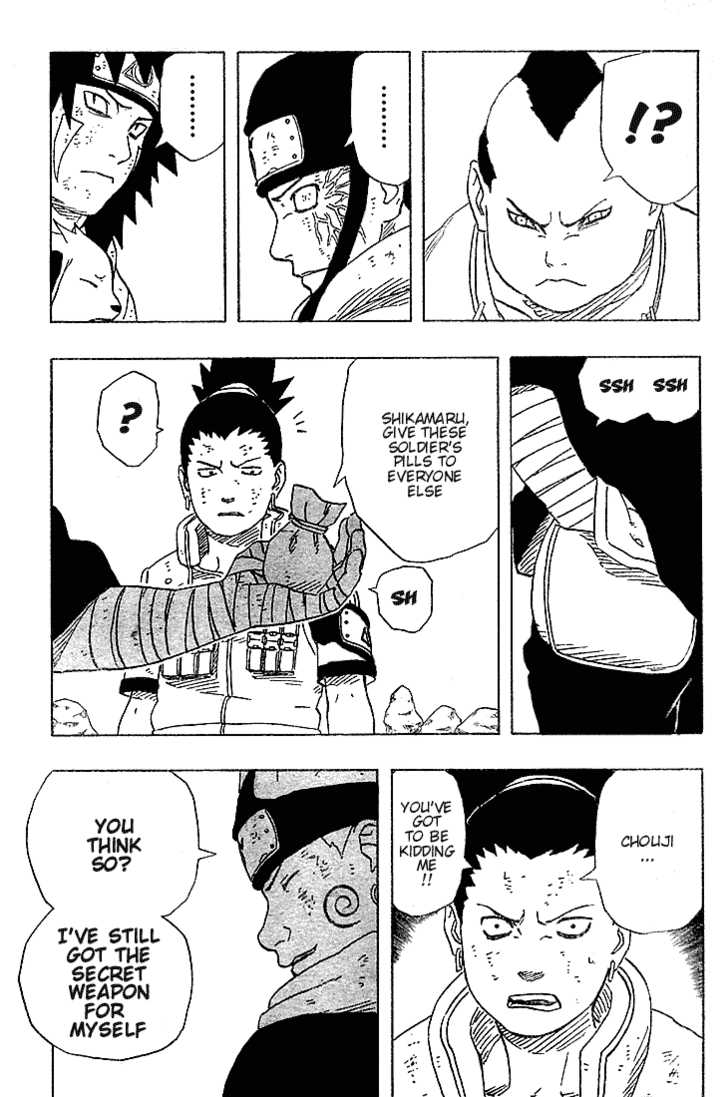 !?
........
........
SSH SSH
SHIKAMARU,
GIVE THESE
SOLDIER'S
PILLS TO
EVERYONE
ELSE
SH
?
CHOUJI
...
YOU'VE
GOT
TO BE
KIDDING
ME
!!
YOU
THINK
SO?
I'VE STILL
GOT THE
SECRET
WEAPON
FOR
MYSELF